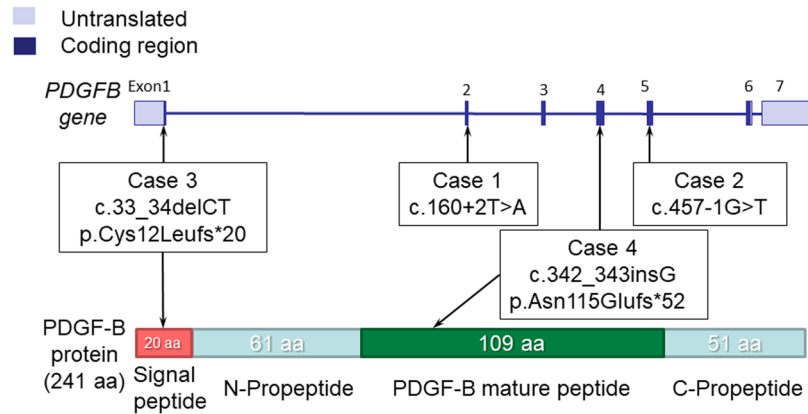 Untranslated
Coding region
PDGFB
gene
Exon1
2
3
4
5
6
7
Case 3
c.33_34delCT
p.Cys12Leufs*20
Case 1
c.160+2T>A
Case 2
c.457-1G>T
Case 4
c.342_343insG
p.Asn115Glufs*52
PDGF-B
protein
(241 aa)
20 aa
61 aa
109 aa
51 aa
Signal
peptide
N-Propeptide
PDGF-B mature peptide
C-Propeptide